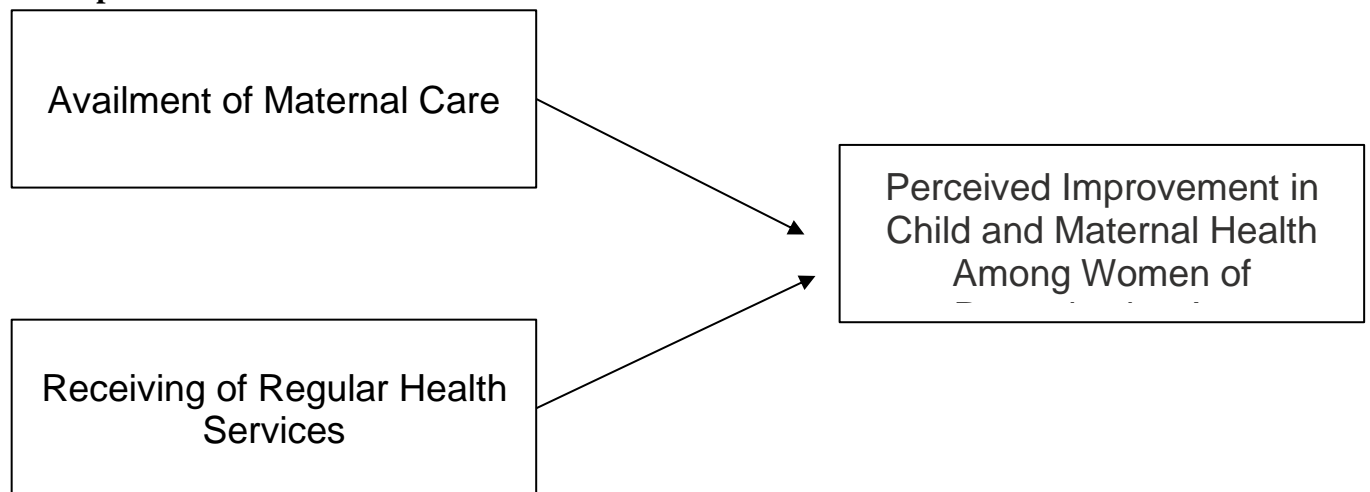 Availment of Maternal Care
Perceived Improvement in
Child and Maternal Health
Among Women of
Receiving of Regular Health
Services